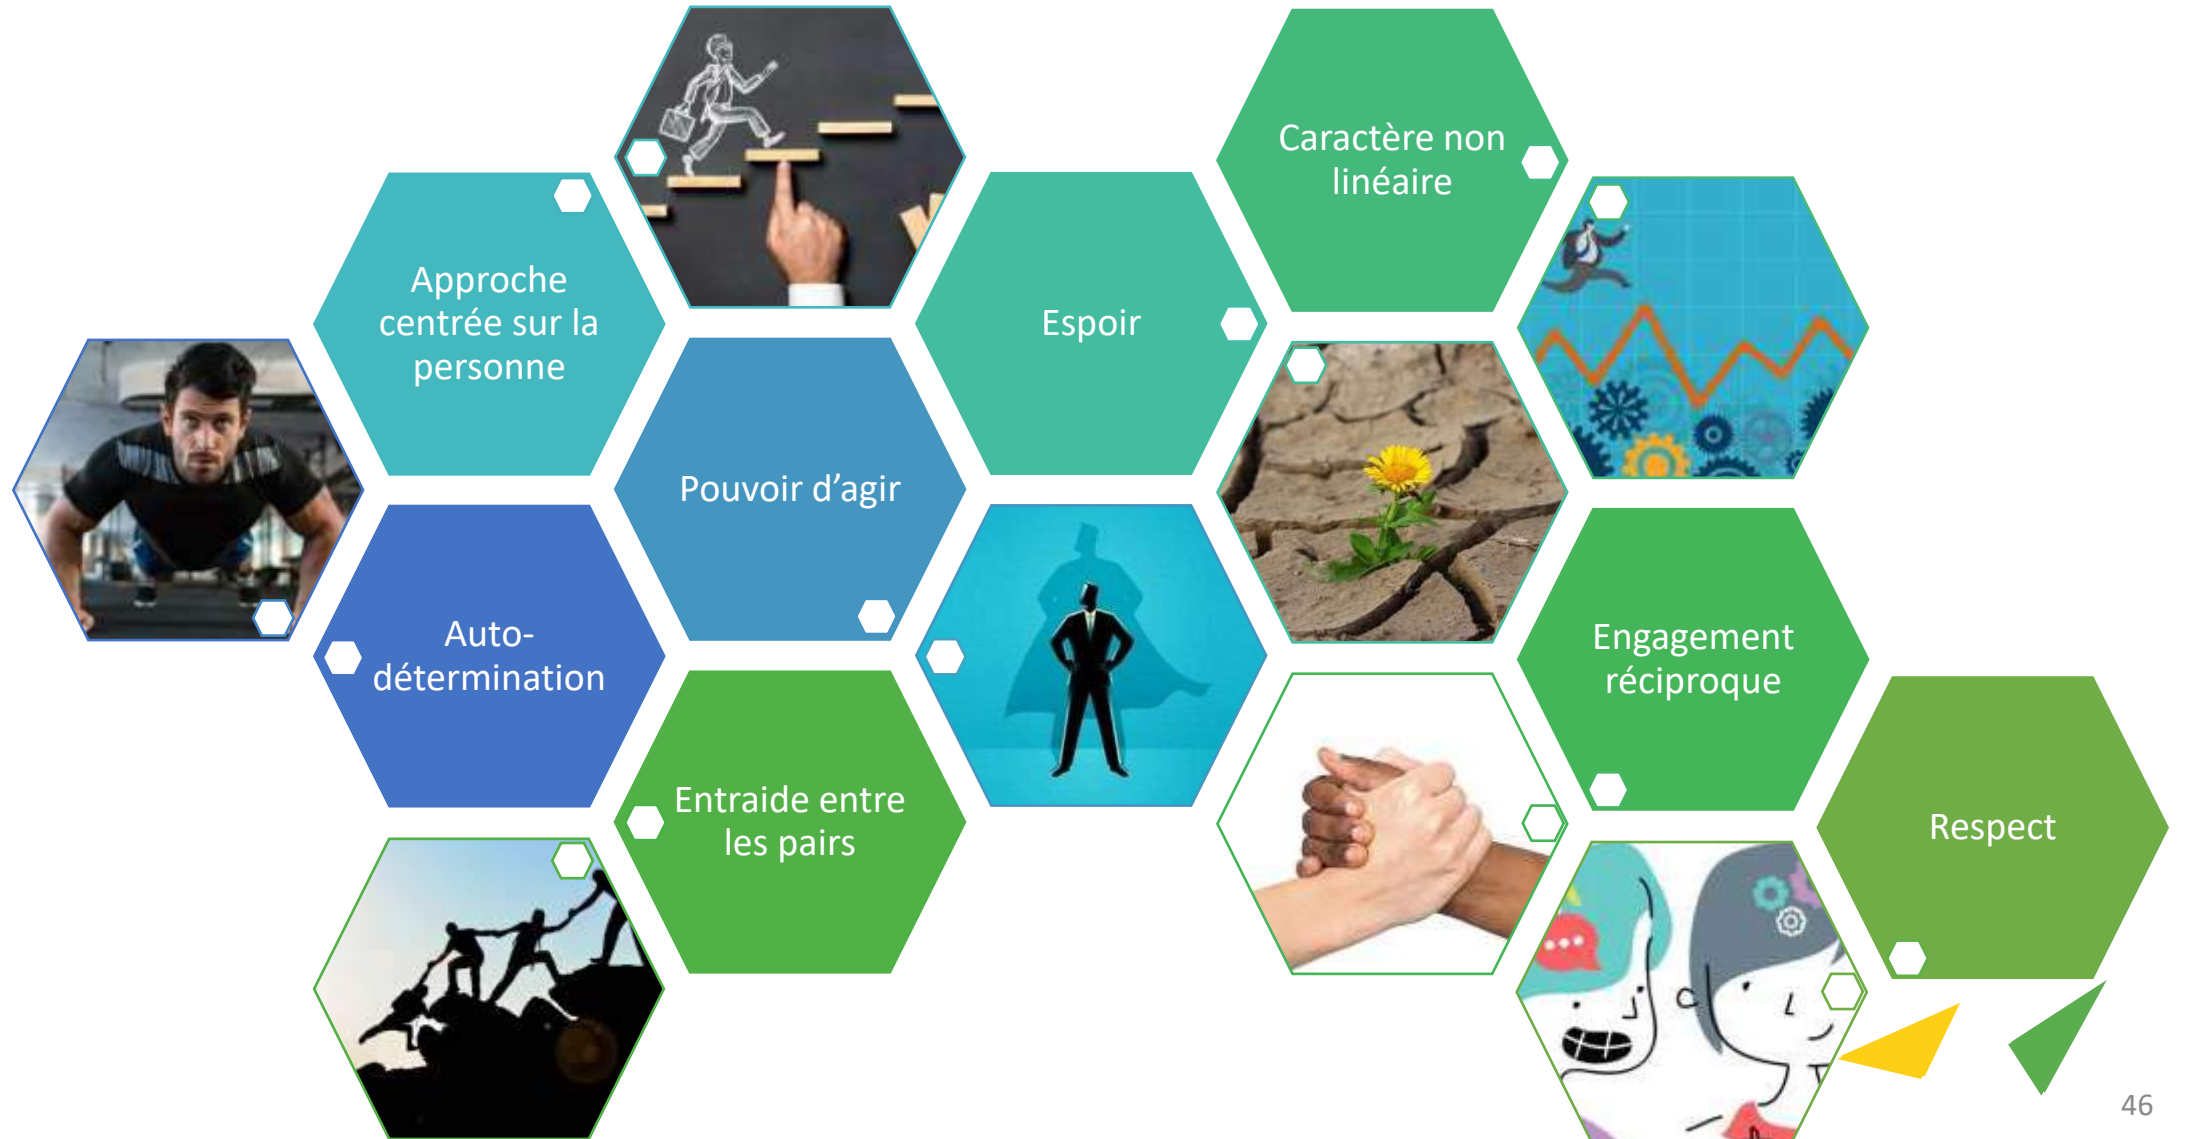 Caractère non
linéaire
Approche
centrée sur la
personne
Espoir
Pouvoir d’agir
Auto-
détermination
Engagement
réciproque
Entraide entre
les pairs
Respect
46